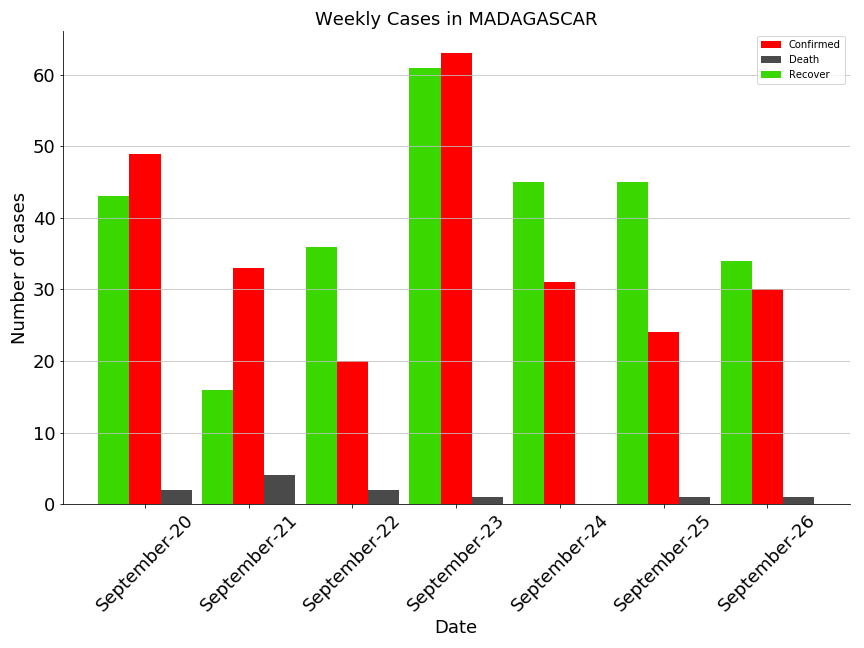 Weekly Cases in MADAGASCAR
Confirmed
Death
Recover
Number of cases
60
50
40
30
20
10
0
September-20
September-21
September-22
September-23
September-24
September-25
September-26
Date